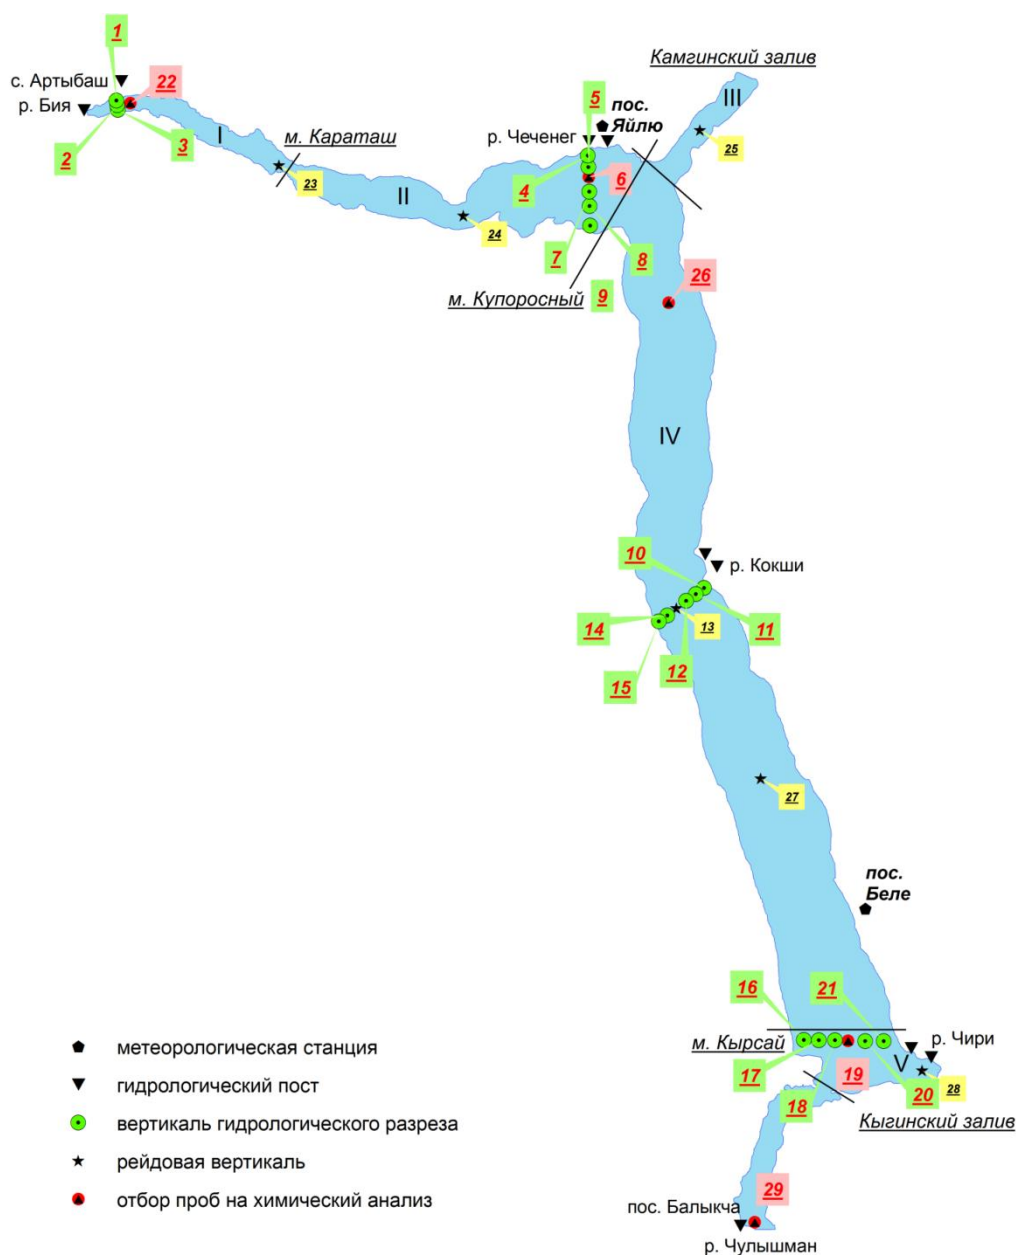 1
Камгинский залив
с. Артыбаш
22
III
5
пос.
Яйлю
р. Бия
I
м. Караташ
р. Чеченег
25
2
3
23
4
6
II
24
7
8
26
м. Купоросный
9
IV
10
р. Кокши
14
13
11
12
15
27
пос.
Беле
16
21
м. Кырсай
V
р. Чири
17
19
28
18
20
Кыгинский залив
метеорологическая станция
гидрологический пост
вертикаль гидрологического разреза
рейдовая вертикаль
отбор проб на химический анализ
29
пос. Балыкча
р. Чулышман